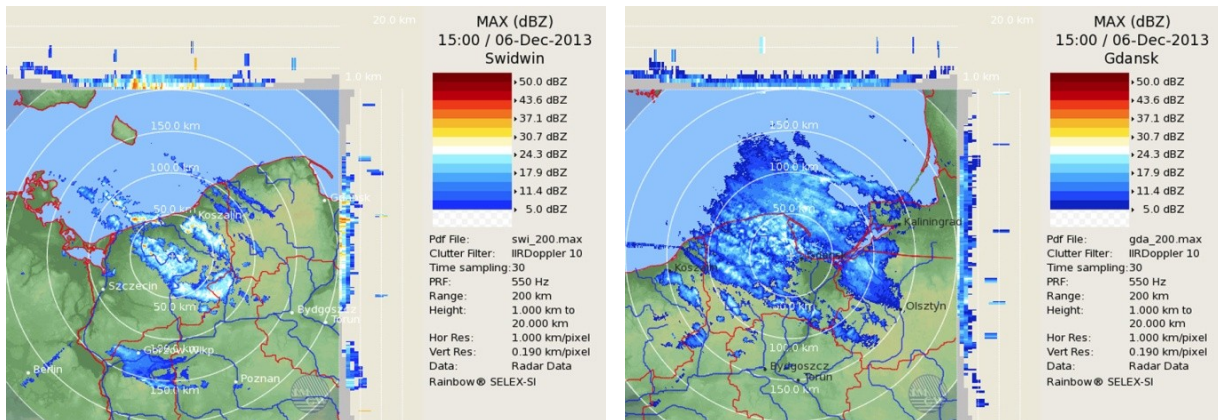 20.0 km
1.0 km
150.0 km
100.0 km
50.0 km
Koszalin
Szczecin
50.0 km
Bydgoszcz
Torun
100.0 km
Berlin
Poznan
150.0 km
MAX (dBZ)
15:00 / 06-Dec-2013
Swidwin
50.0 dBZ
43.6 dBZ
37.1 dBZ
30.7 dBZ
24.3 dBZ
17.9 dBZ
11.4 dBZ
5.0 dBZ
Pdf File: swi_200.max
Clutter Filter: IIRDoppler 10
Time sampling:30
PRF: 550 Hz
Range: 200 km
Height: 1.000 km to
20.000 km
Hor Res: 1.000 km/pixel
Vert Res: 0.190 km/pixel
Data: Radar Data
Rainbow® SELEX-SI
20.0 km
1.0 km
150.0 km
100.0 km
50.0 km
Kaliningrad
50.0 km
Olsztyn
100.0 km
Bydgoszcz
Torun
150.0 km
MAX (dBZ)
15:00 / 06-Dec-2013
Gdansk
50.0 dBZ
43.6 dBZ
37.1 dBZ
30.7 dBZ
24.3 dBZ
17.9 dBZ
11.4 dBZ
5.0 dBZ
Pdf File: gda_200.max
Clutter Filter: IIRDoppler 10
Time sampling:30
PRF: 550 Hz
Range: 200 km
Height: 1.000 km to
20.000 km
Hor Res: 1.000 km/pixel
Vert Res: 0.190 km/pixel
Data: Radar Data
Rainbow® SELEX-SI